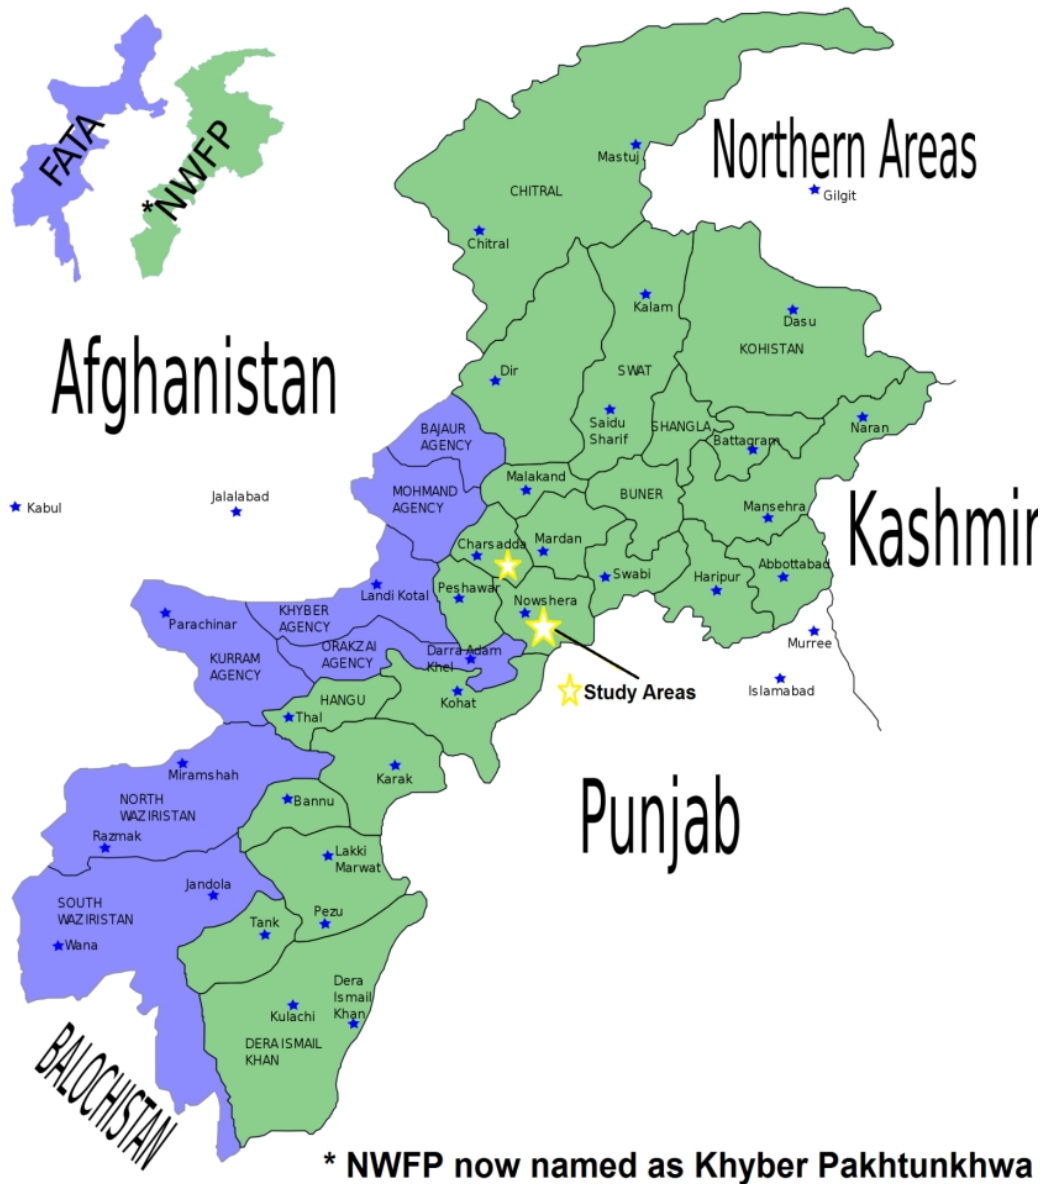 FATA
*NWFP
Northern Areas
Gilgit
Mastuj
CHITRAL
Chitral
Kalam
Dasu
KOHISTAN
Afghanistan
Dir
SWAT
Saidu
Sharif
SHANGLA
Naran
Battagram
BAJAUR
AGENCY
MOHMAND
AGENCY
Malakand
BUNER
Mansehra
Kashmir
Kabul
Jalalabad
Charsadda
Mardan
Abbottabad
Landi Kotal
Peshawar
Swabi
Haripur
Nowshera
Parachinar
KHYBER
AGENCY
Murree
KURRAM
AGENCY
ORAKZAI
AGENCY
Darra Adam
Khel
Islamabad
Study Areas
HANGU
Kohat
Thal
Miramshah
Karak
NORTH
WAZIRISTAN
Bannu
Punjab
Razmak
Lakki
Marwat
Jandola
SOUTH
WAZIRISTAN
Pezu
Tank
Wana
Dera
Ismail
Khan
Kulachi
DERA ISMAIL
KHAN
BALOCHISTAN
* NWFP now named as Khyber Pakhtunkhwa